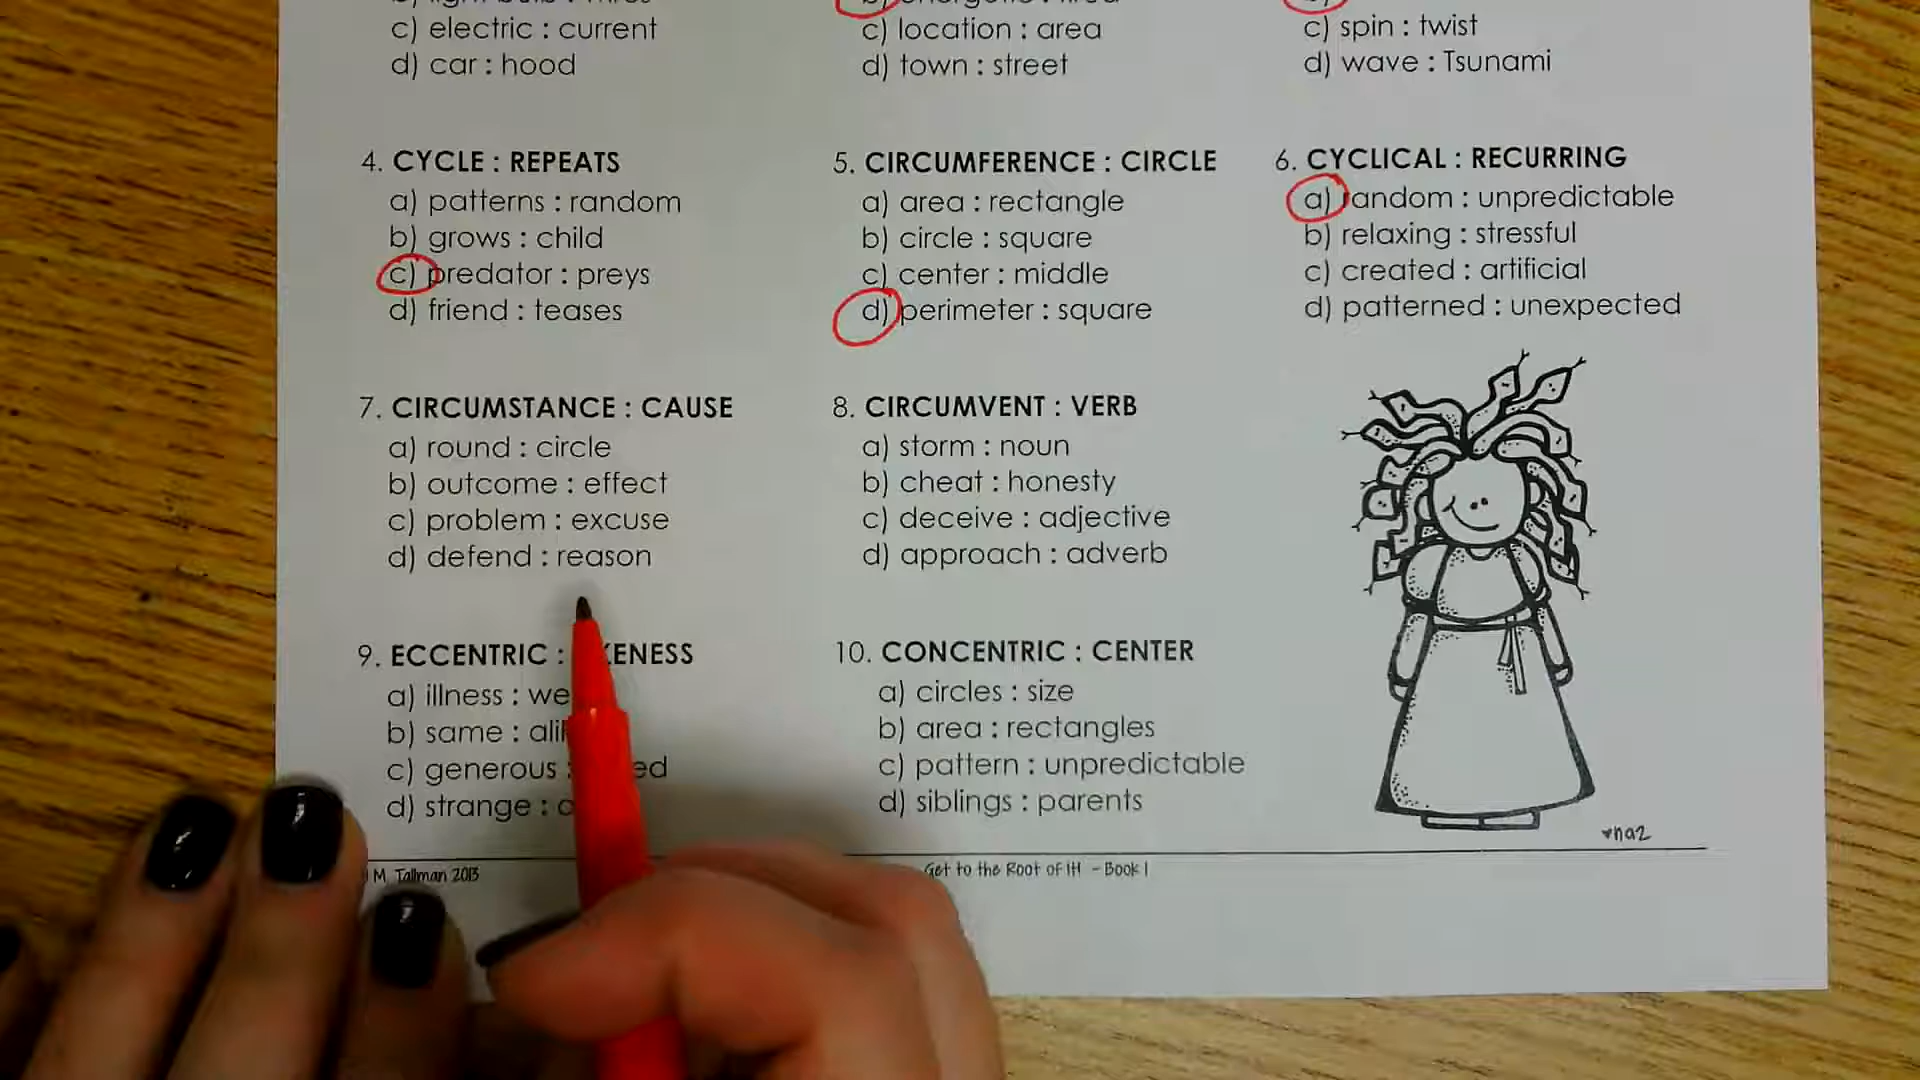 c) electric : current
d) car : hood
c) location : area
d) town : street
c) spin : twist
d) wave : Tsunami
4. CYCLE : REPEATS
a) patterns : random
b) grows : child
c) predator : preys
d) friend : teases
5. CIRCUMFERENCE : CIRCLE
a) area : rectangle
b) circle : square
c) center : middle
d) perimeter : square
6. CYCLICAL : RECURRING
a) random : unpredictable
b) relaxing : stressful
c) created : artificial
d) patterned : unexpected
7. CIRCUMSTANCE : CAUSE
a) round : circle
b) outcome : effect
c) problem : excuse
d) defend : reason
8. CIRCUMVENT : VERB
a) storm : noun
b) cheat : honesty
c) deceive : adjective
d) approach : adverb
9. ECCENTRIC :
a) illness :
b) same :
c) generous :
d) strange :
10. CONCENTRIC : CENTER
a) circles : size
b) area : rectangles
c) pattern : unpredictable
d) siblings : parents
M. Tallman 2013
Get to the Root of It! - Book 1